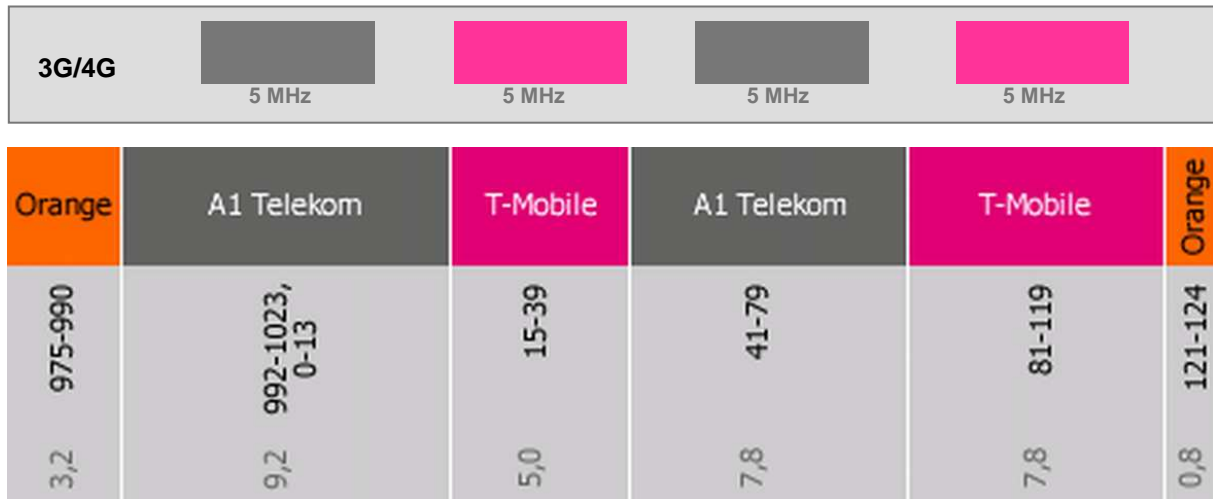 3G/4G
5 MHz 5 MHz 5 MHz 5 MHz
Orange A1 Telekom T-Mobile A1 Telekom T-Mobile Orange
975-990 992-1023, 15-39 41-79 81-119 121-124
0-13
3,2 9,2 5,0 7,8 7,8 0,8